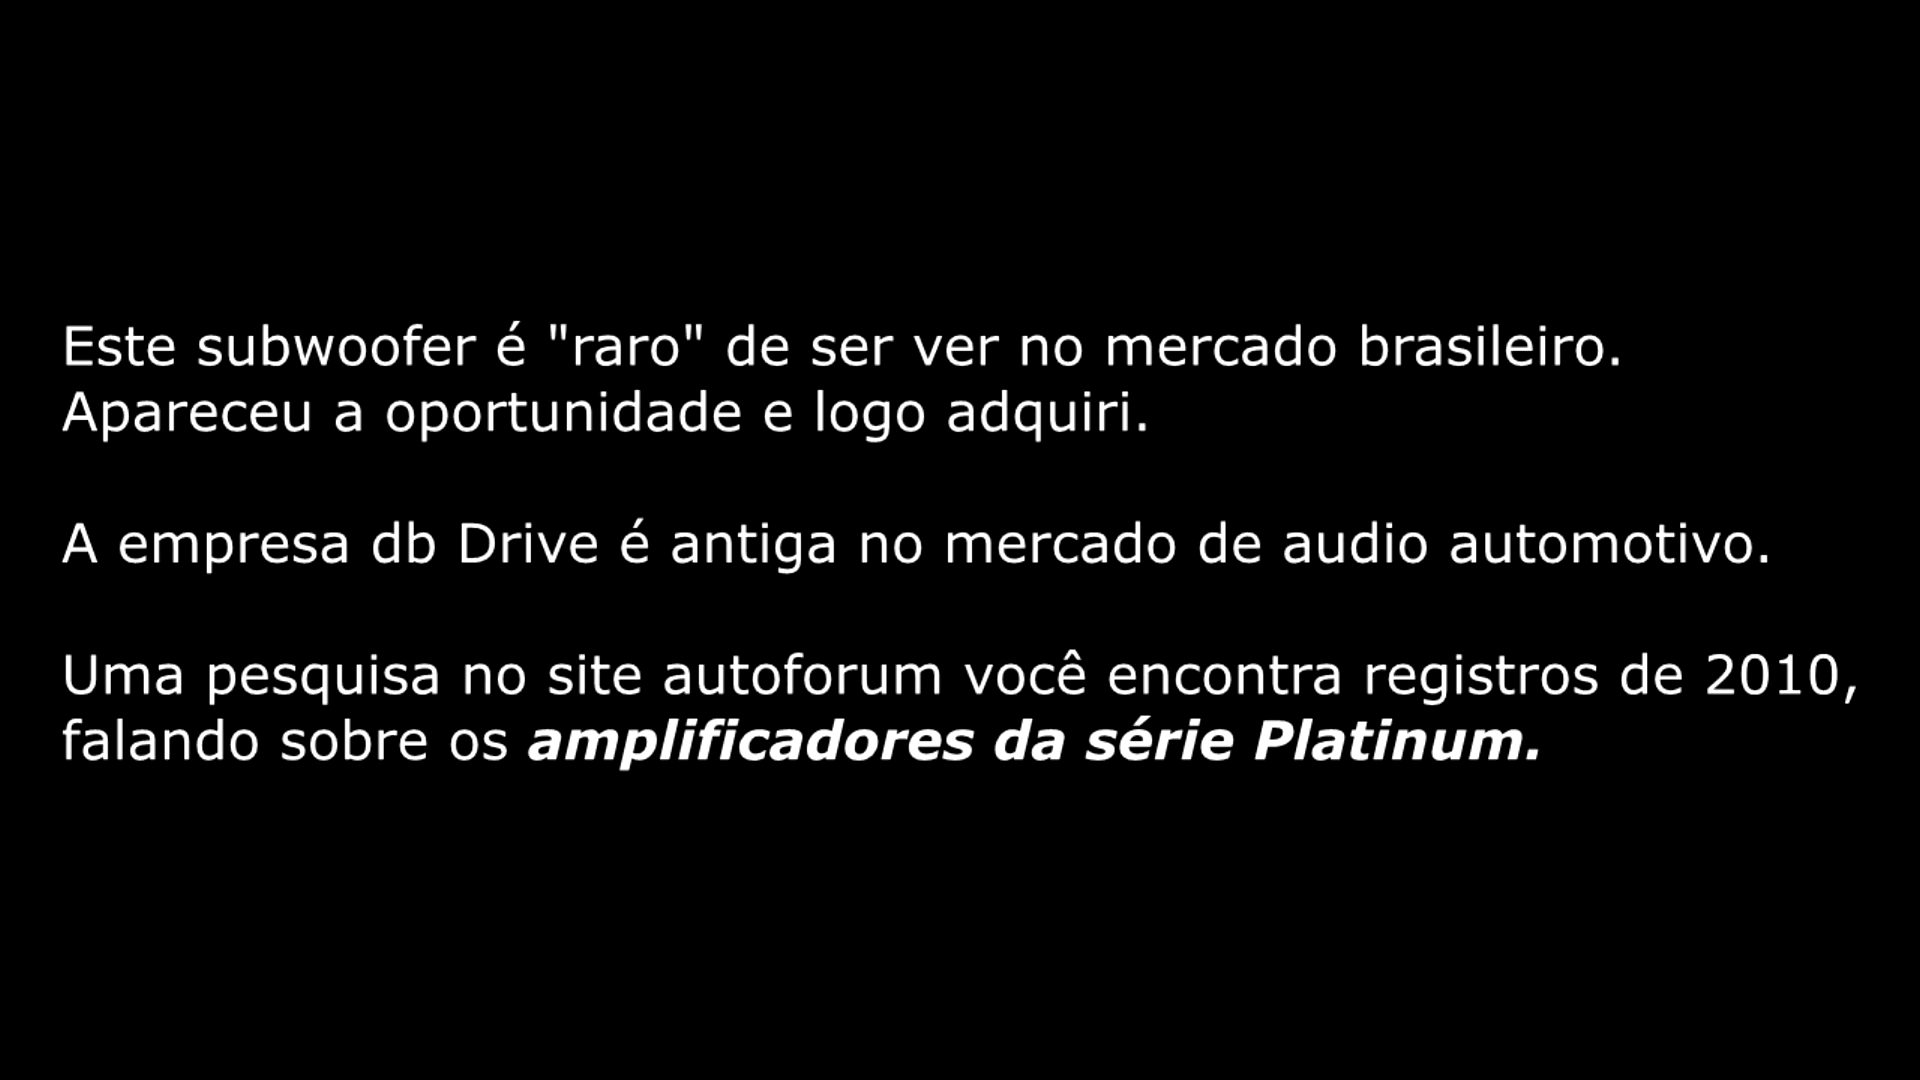 Este subwoofer é "raro" de ser ver no mercado brasileiro.
Apareceu a oportunidade e logo adquiri.
A empresa db Drive é antiga no mercado de audio automotivo.
Uma pesquisa no site autoforum você encontra registros de 2010,
falando sobre os amplificadores da série Platinum.